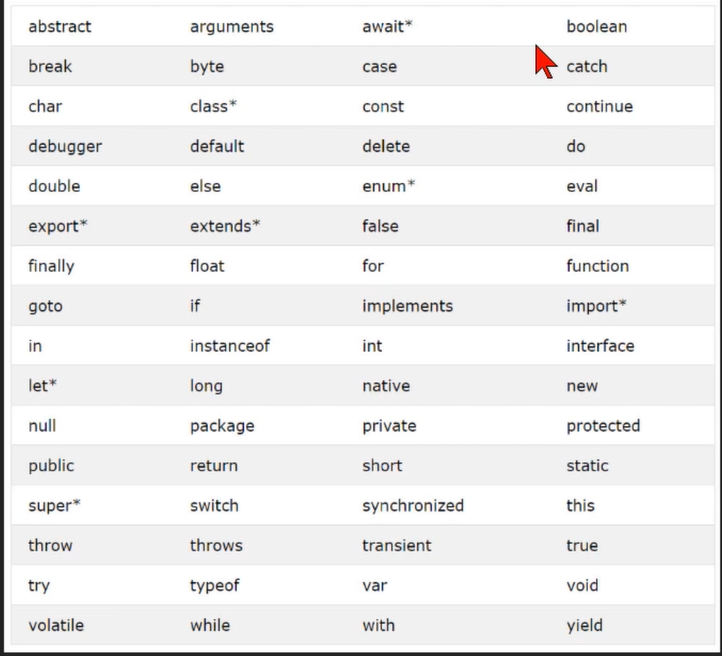 abstract arguments await* boolean
break byte case catch
char class* const continue
debugger default delete do
double else enum* eval
export* extends* false final
finally float for function
goto if implements import*
in instanceof int interface
let* long native new
null package private protected
public return short static
super* switch synchronized this
throw throws transient true
try typeof var void
volatile while with yield